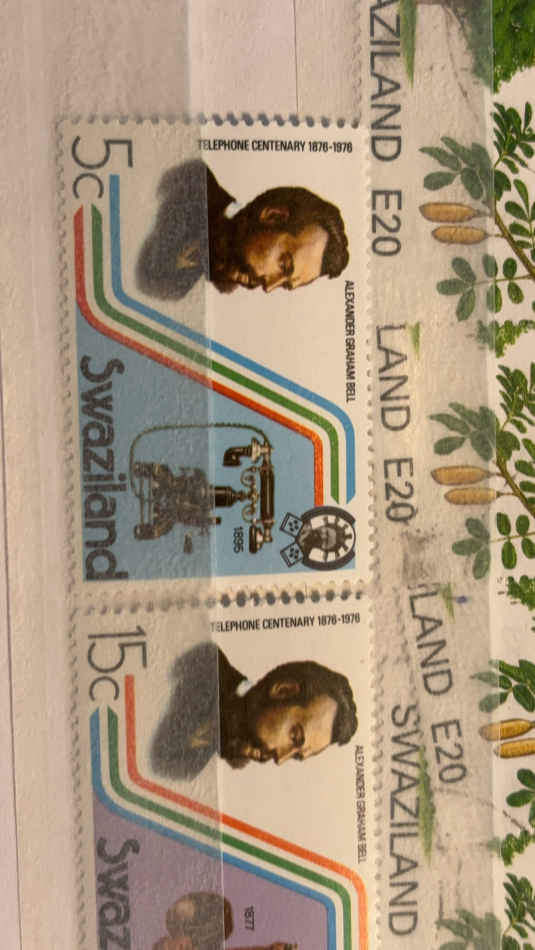 5c
TELEPHONE CENTENARY 1876-1976
ALEXANDER GRAHAM BELL
Swaziland
1895
15c
TELEPHONE CENTENARY 1876-1976
ALEXANDER GRAHAM BELL
Swaz
1877
AZILAND E20
LAND E20
LAND E20
SWAZILAND